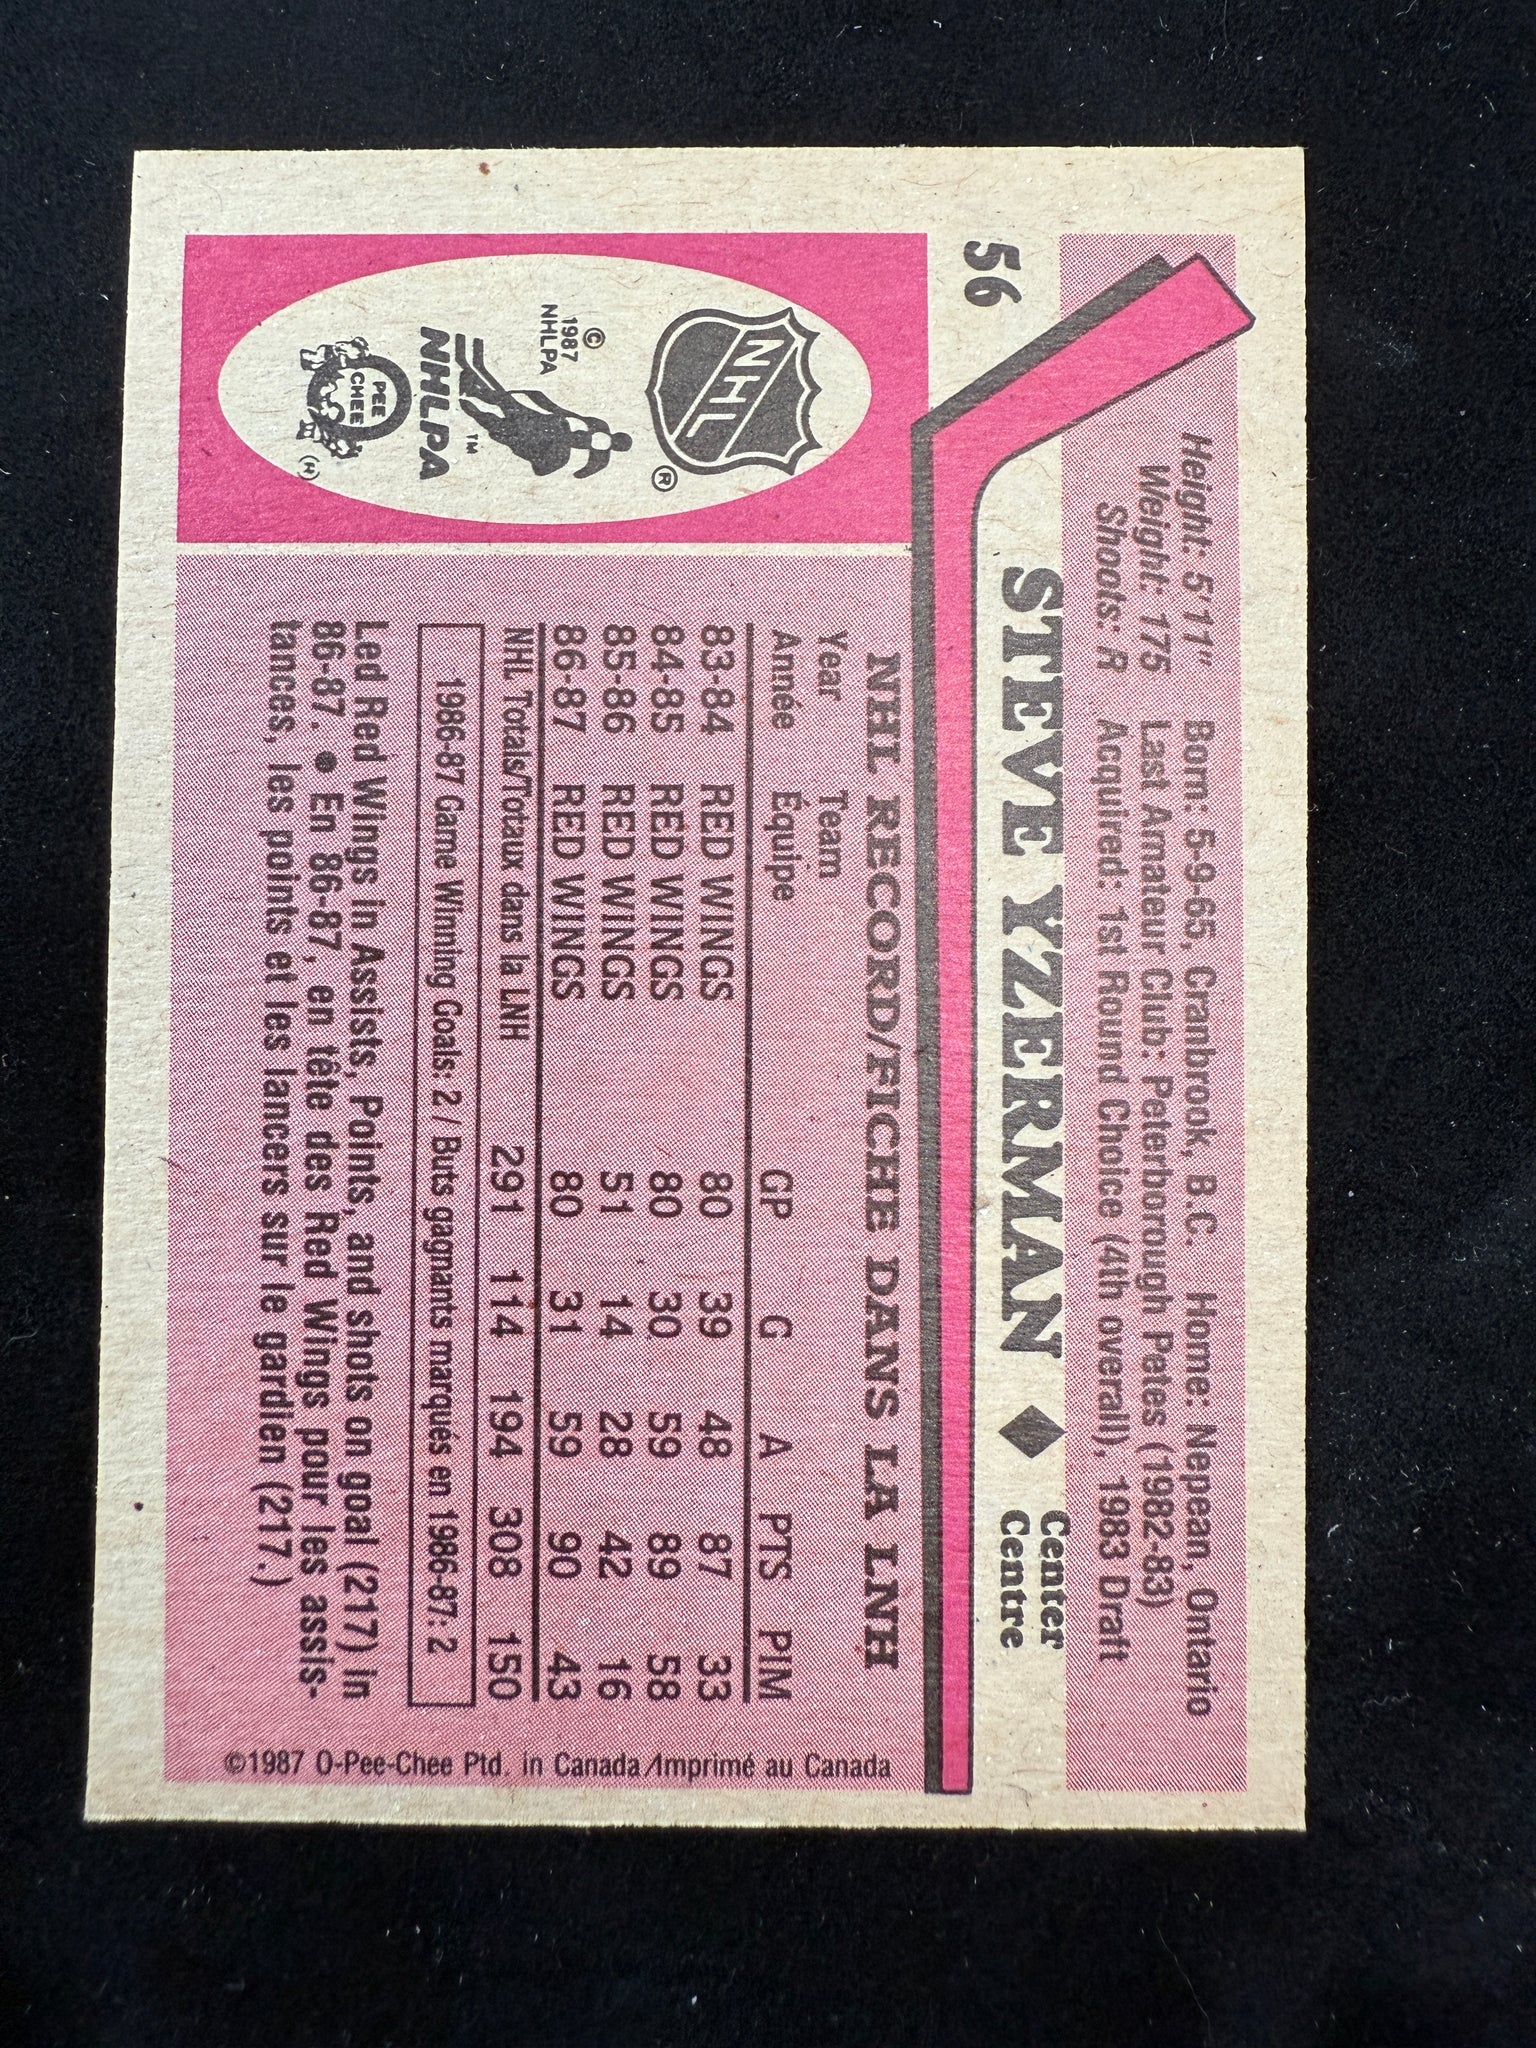 56
Height: 5'11" Born: 5-9-65, Cranbrook, B.C. Home: Nepean, Ontario
Weight: 175 Last Amateur Club: Peterborough Petes (1982-83)
Shoots: R Acquired: 1st Round Choice (4th overall), 1983 Draft
STEVE YZERMAN ◆ Center
Centre
NHL RECORD/FICHE DANS LA LNH
Year Team
Année Équipe GP G A PTS PIM
83-84 RED WINGS 80 39 48 87 33
84-85 RED WINGS 80 30 59 89 58
85-86 RED WINGS 51 14 28 42 16
86-87 RED WINGS 80 31 59 90 43
NHL Totals/Totaux dans la LNH 291 114 194 308 150
1986-87 Game Winning Goals: 2 / Buts gagnants marqués en 1986-87: 2
Led Red Wings in Assists, Points, and shots on goal (217) in
86-87. ● En 86-87, en tête des Red Wings pour les assis-
tances, les points et les lancers sur le gardien (217.)
NHL
®
©
1987
NHLPA
NHLPA
™
O
PEE
CHEE
(H)
©1987 O-Pee-Chee Ptd. in Canada/Imprimé au Canada